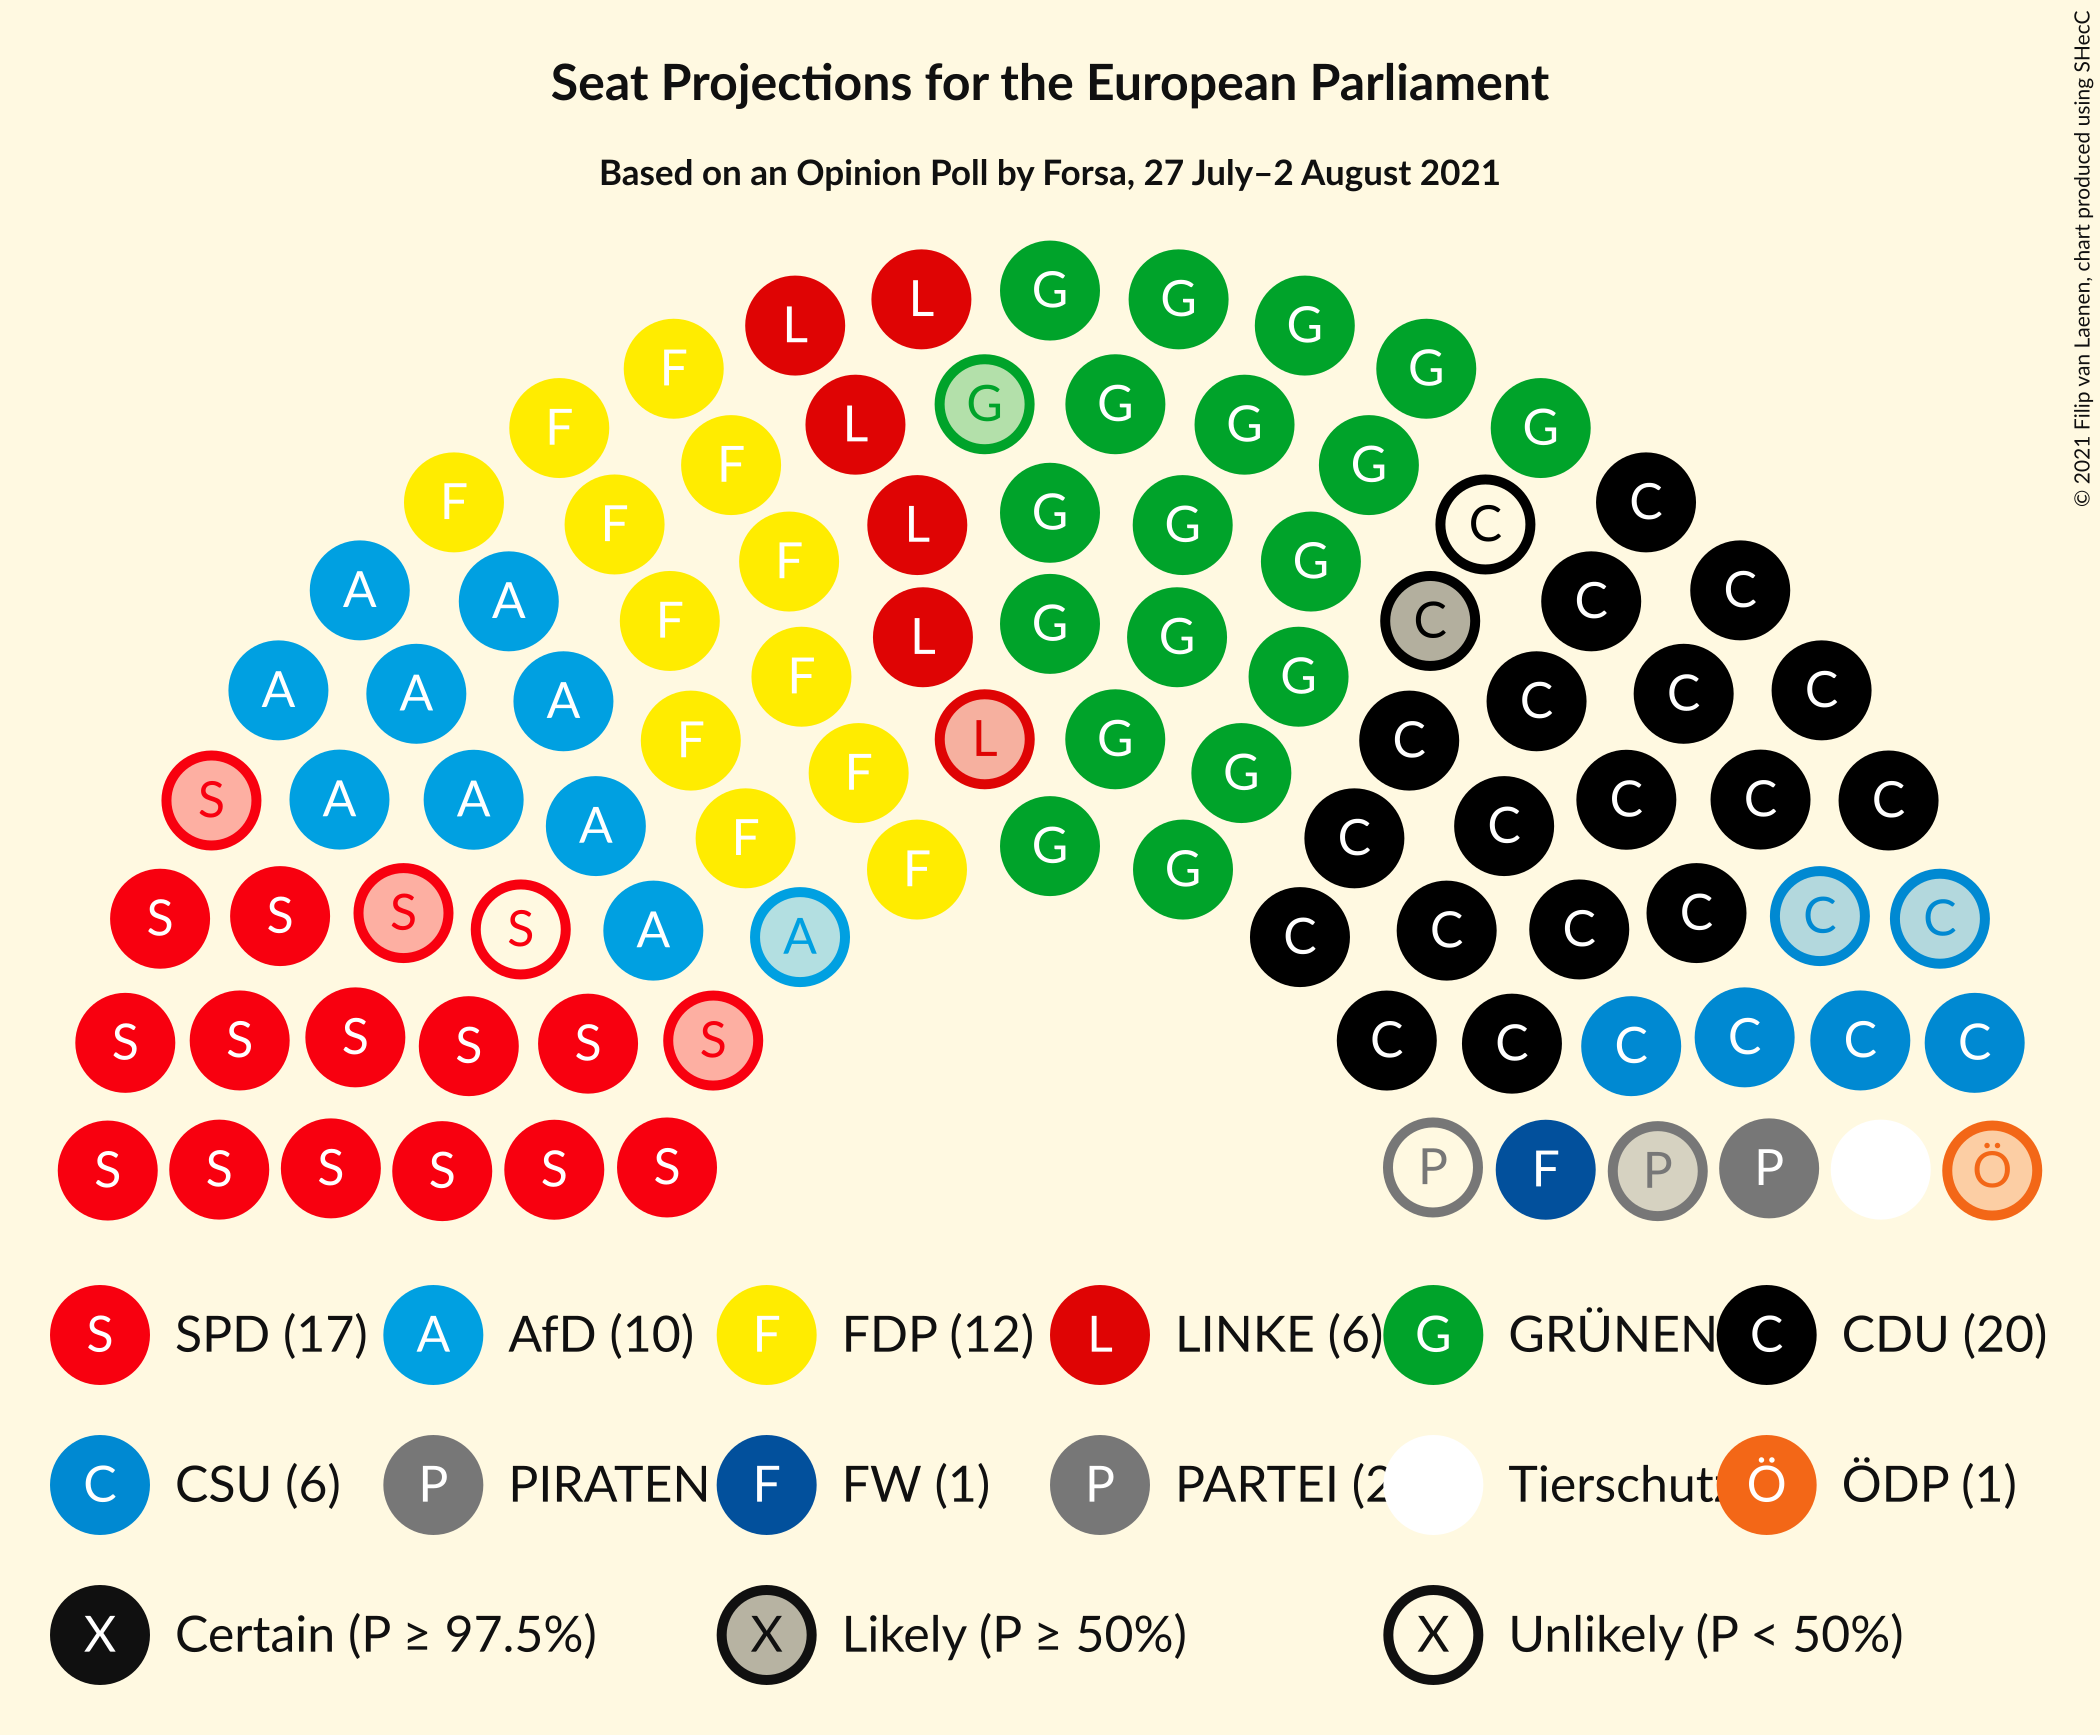 Seat Projections for the European Parliament
Based on an Opinion Poll by Forsa, 27 July–2 August 2021
© 2021 Filip van Laenen, chart produced using SHecC
L G G G
L G
F F L G G G G G
F F L G G G C C
F F L G G G C C
A A F F G G C C
A A A F F L G G C C C C
S A A A F F G G C C C C C
S S S S A A F G C C C C C C
S S S S S S C C C C C C
S S S S S S P F P P Ö
S SPD (17) A AfD (10) F FDP (12) L LINKE (6) G GRÜNEN C CDU (20)
C CSU (6) P PIRATEN F FW (1) P PARTEI (2 Tierschutz Ö ÖDP (1)
X Certain (P ≥ 97.5%) X Likely (P ≥ 50%) X Unlikely (P < 50%)